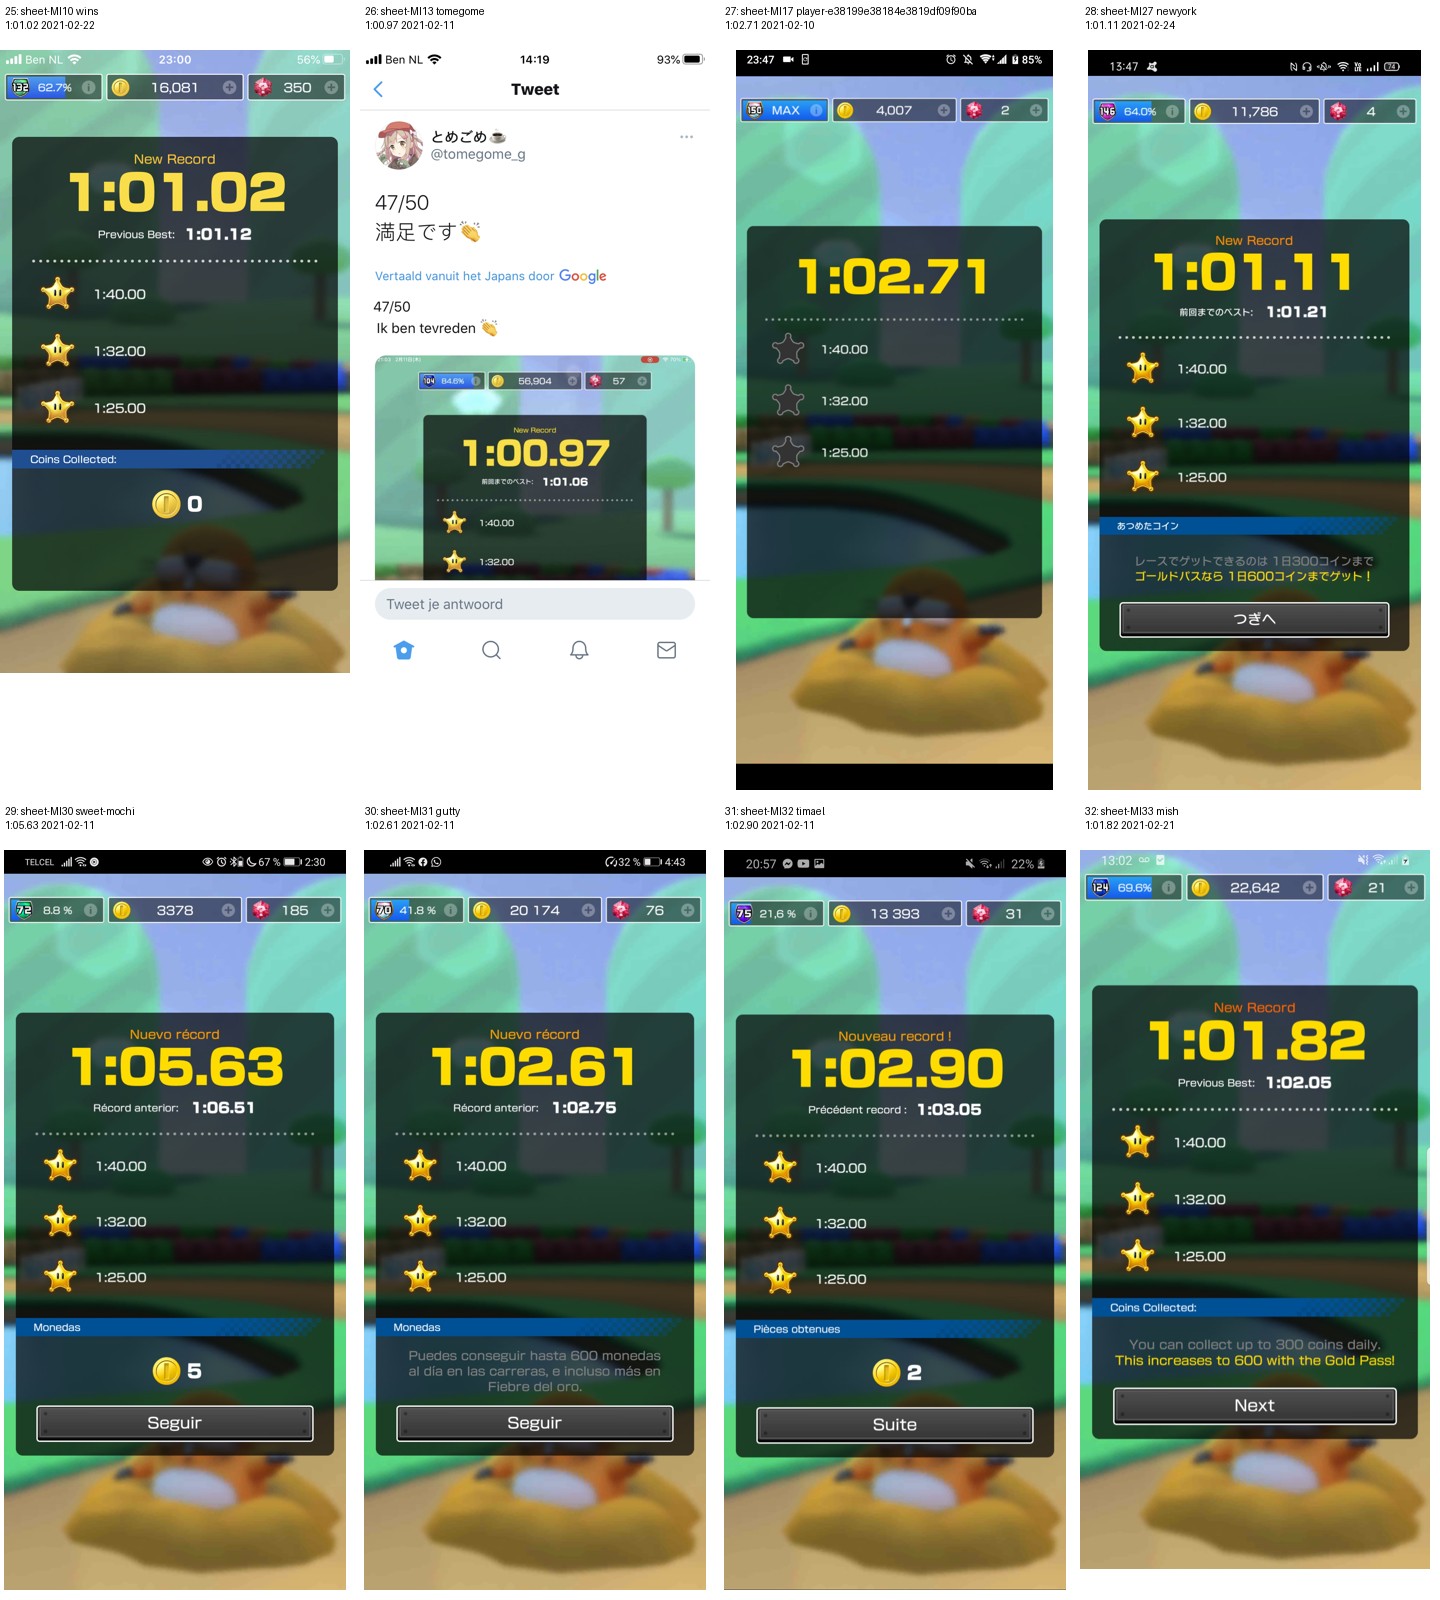 25: sheet-MI10 wins
1:01.02 2021-02-22
Ben NL 23:00 56%
132 62.7% 16,081 350
New Record
1:01.02
Previous Best: 1:01.12
1:40.00
1:32.00
1:25.00
Coins Collected:
0
26: sheet-MI13 tomegome
1:00.97 2021-02-11
Ben NL 14:19 93%
Tweet
とめごめ☕
@tomegome_g
47/50
満足です👏
Vertaald vanuit het Japans door Google
47/50
Ik ben tevreden 👏
104 84.6% 56,904 57
New Record
1:00.97
前回までのベスト: 1:01.06
1:40.00
1:32.00
Tweet je antwoord
27: sheet-MI17 player-e38199e38184e3819df09f90ba
1:02.71 2021-02-10
23:47 85%
150 MAX 4,007 2
1:02.71
1:40.00
1:32.00
1:25.00
28: sheet-MI27 newyork
1:01.11 2021-02-24
13:47 74
146 64.0% 11,786 4
New Record
1:01.11
前回までのベスト: 1:01.21
1:40.00
1:32.00
1:25.00
あつめたコイン
レースでゲットできるのは 1日300コインまで
ゴールドパスなら 1日600コインまでゲット！
つぎへ
29: sheet-MI30 sweet-mochi
1:05.63 2021-02-11
TELCEL 67 % 2:30
72 8.8 % 3378 185
Nuevo récord
1:05.63
Récord anterior: 1:06.51
1:40.00
1:32.00
1:25.00
Monedas
5
Seguir
30: sheet-MI31 gutty
1:02.61 2021-02-11
32 % 4:43
70 41.8 % 20 174 76
Nuevo récord
1:02.61
Récord anterior: 1:02.75
1:40.00
1:32.00
1:25.00
Monedas
Puedes conseguir hasta 600 monedas
al día en las carreras, e incluso más en
Fiebre del oro.
Seguir
31: sheet-MI32 timael
1:02.90 2021-02-11
20:57 22%
75 21,6 % 13 393 31
Nouveau record !
1:02.90
Précédent record : 1:03.05
1:40.00
1:32.00
1:25.00
Pièces obtenues
2
Suite
32: sheet-MI33 mish
1:01.82 2021-02-21
13:02
124 69.6% 22,642 21
New Record
1:01.82
Previous Best: 1:02.05
1:40.00
1:32.00
1:25.00
Coins Collected:
You can collect up to 300 coins daily.
This increases to 600 with the Gold Pass!
Next